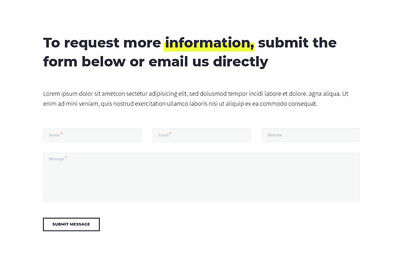 To request more information, submit the
form below or email us directly
Lorem ipsum dolor sit ametcon sectetur adipisicing elit, sed doiusmod tempor incidi labore et dolore. agna aliqua. Ut
enim ad mini veniam, quis nostrud exercitation ullamco laboris nisi ut aliquip ex ea commodo consequat.
Name* Email* Website
Message*
SUBMIT MESSAGE